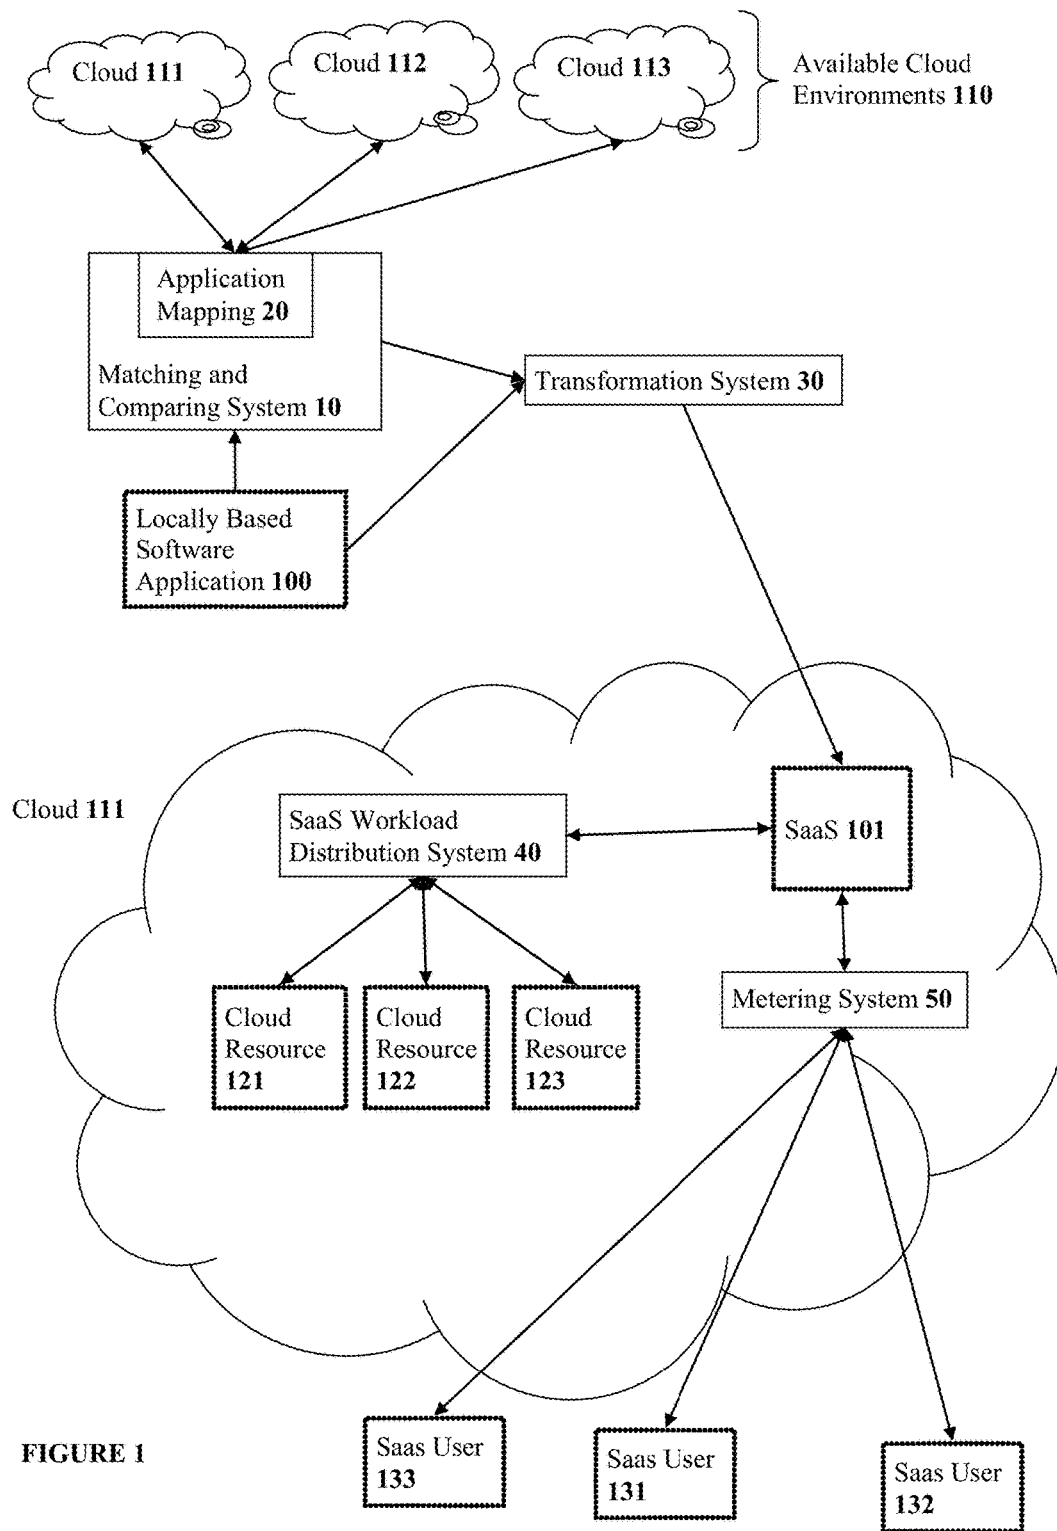 Cloud 111
Cloud 112
Cloud 113
Available Cloud
Environments 110
Application
Mapping 20
Matching and
Comparing System 10
Transformation System 30
Locally Based
Software
Application 100
Cloud 111
SaaS Workload
Distribution System 40
SaaS 101
Cloud
Resource
121
Cloud
Resource
122
Cloud
Resource
123
Metering System 50
FIGURE 1
Saas User
133
Saas User
131
Saas User
132